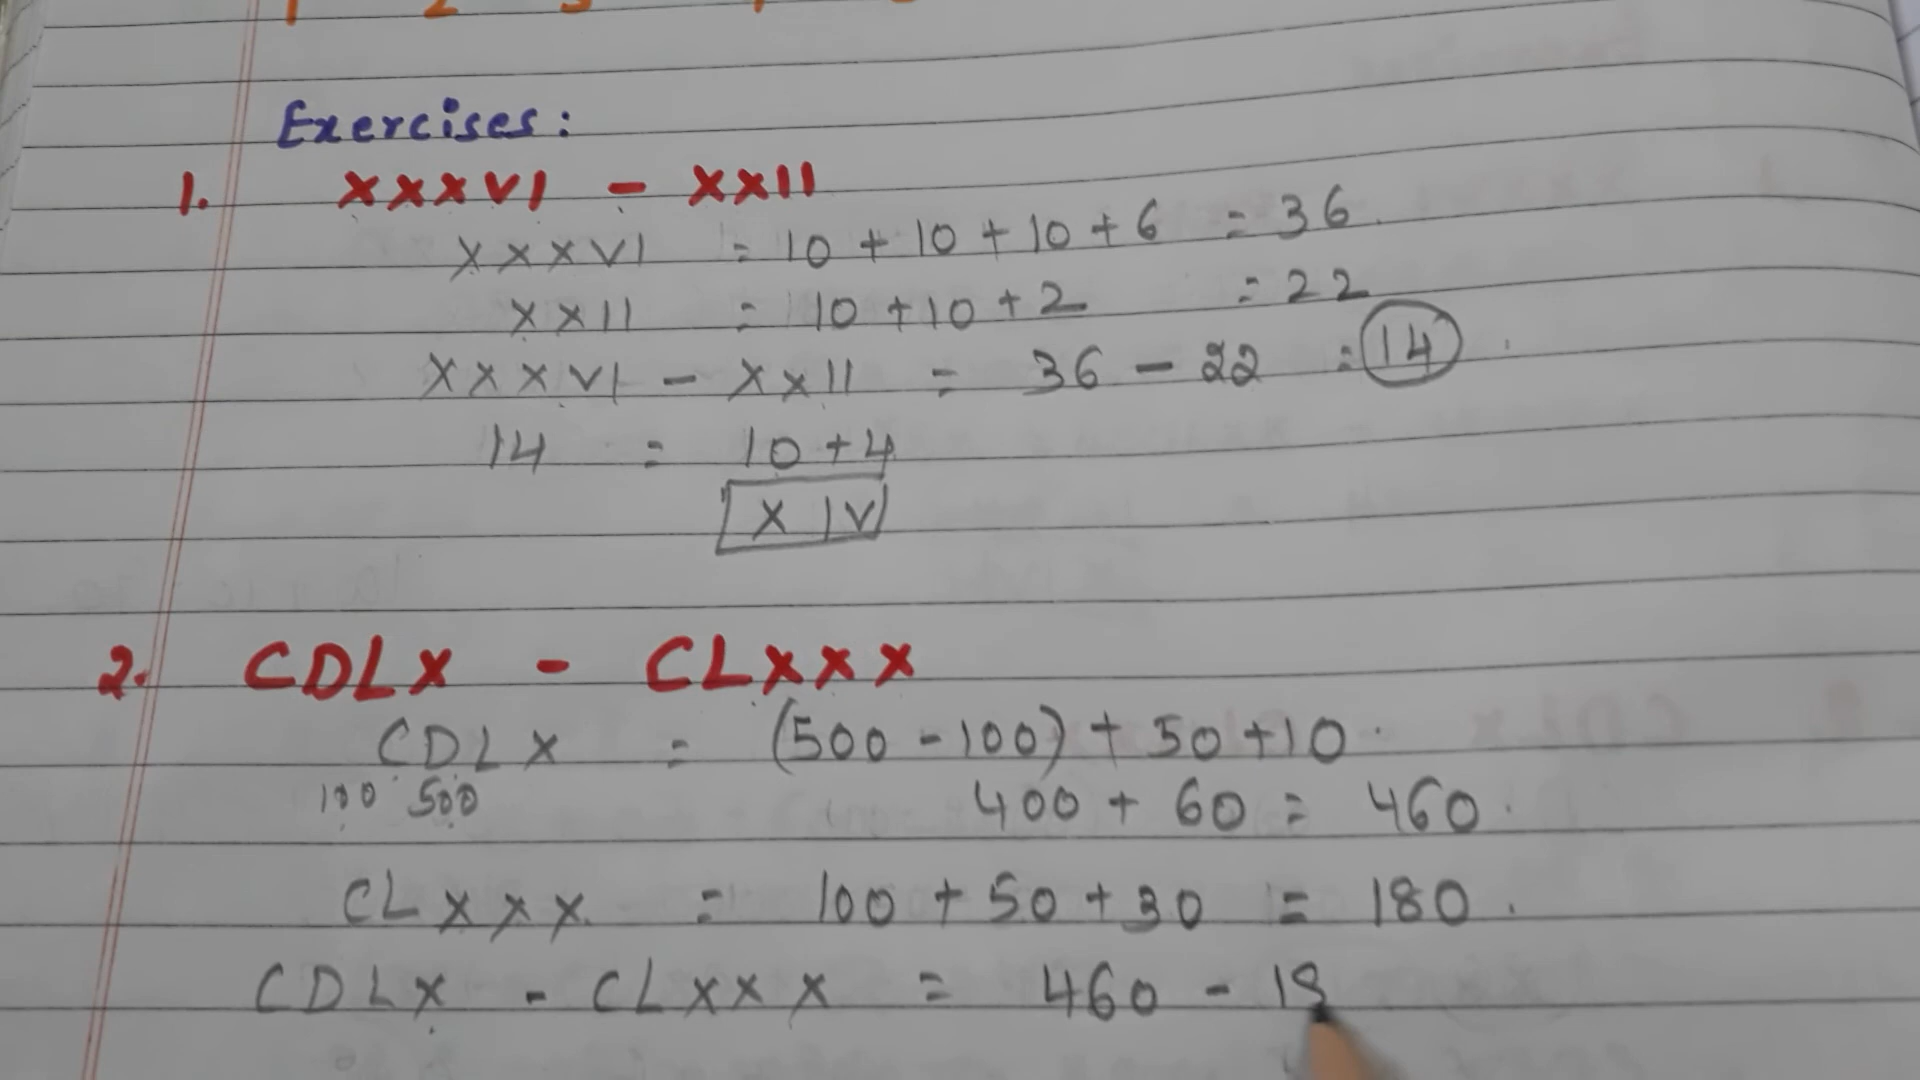 Exercises:
1. XXXVI - XXII
XXXVI = 10 + 10 + 10 + 6 = 36
XXII = 10 + 10 + 2 = 22
XXXVI - XXII = 36 - 22 = 14
14 = 10 + 4
XIV
2. CDLX - CLXXX
CDLX = (500 - 100) + 50 + 10
100 500 400 + 60 = 460
CLXXX = 100 + 50 + 30 = 180
CDLX - CLXXX = 460 - 18